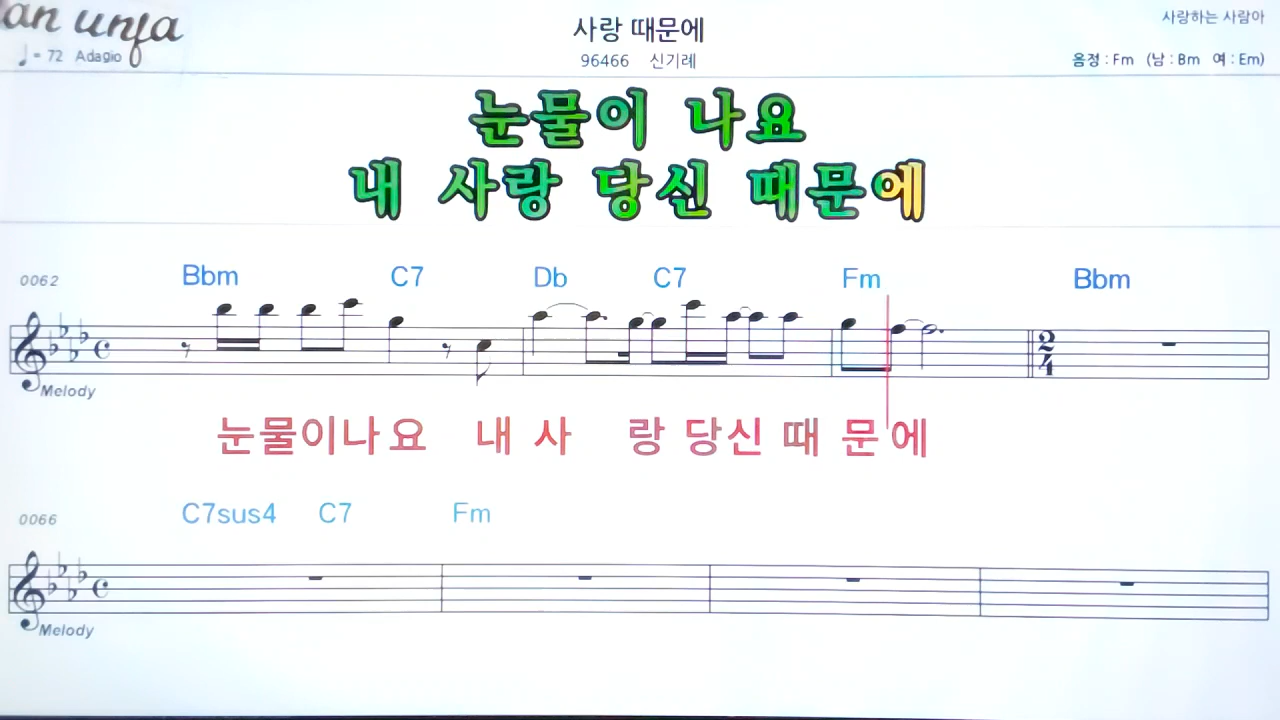 an unfa
♩= 72 Adagio
사랑 때문에
96466 신기례
사랑하는 사람아
음정 : Fm (남 : Bm 여 : Em)
눈물이 나요
내 사랑 당신 때문에
0062 Bbm C7 Db C7 Fm Bbm
2
4
Melody
눈물이나요 내 사 랑 당신 때 문에
0066 C7sus4 C7 Fm
Melody